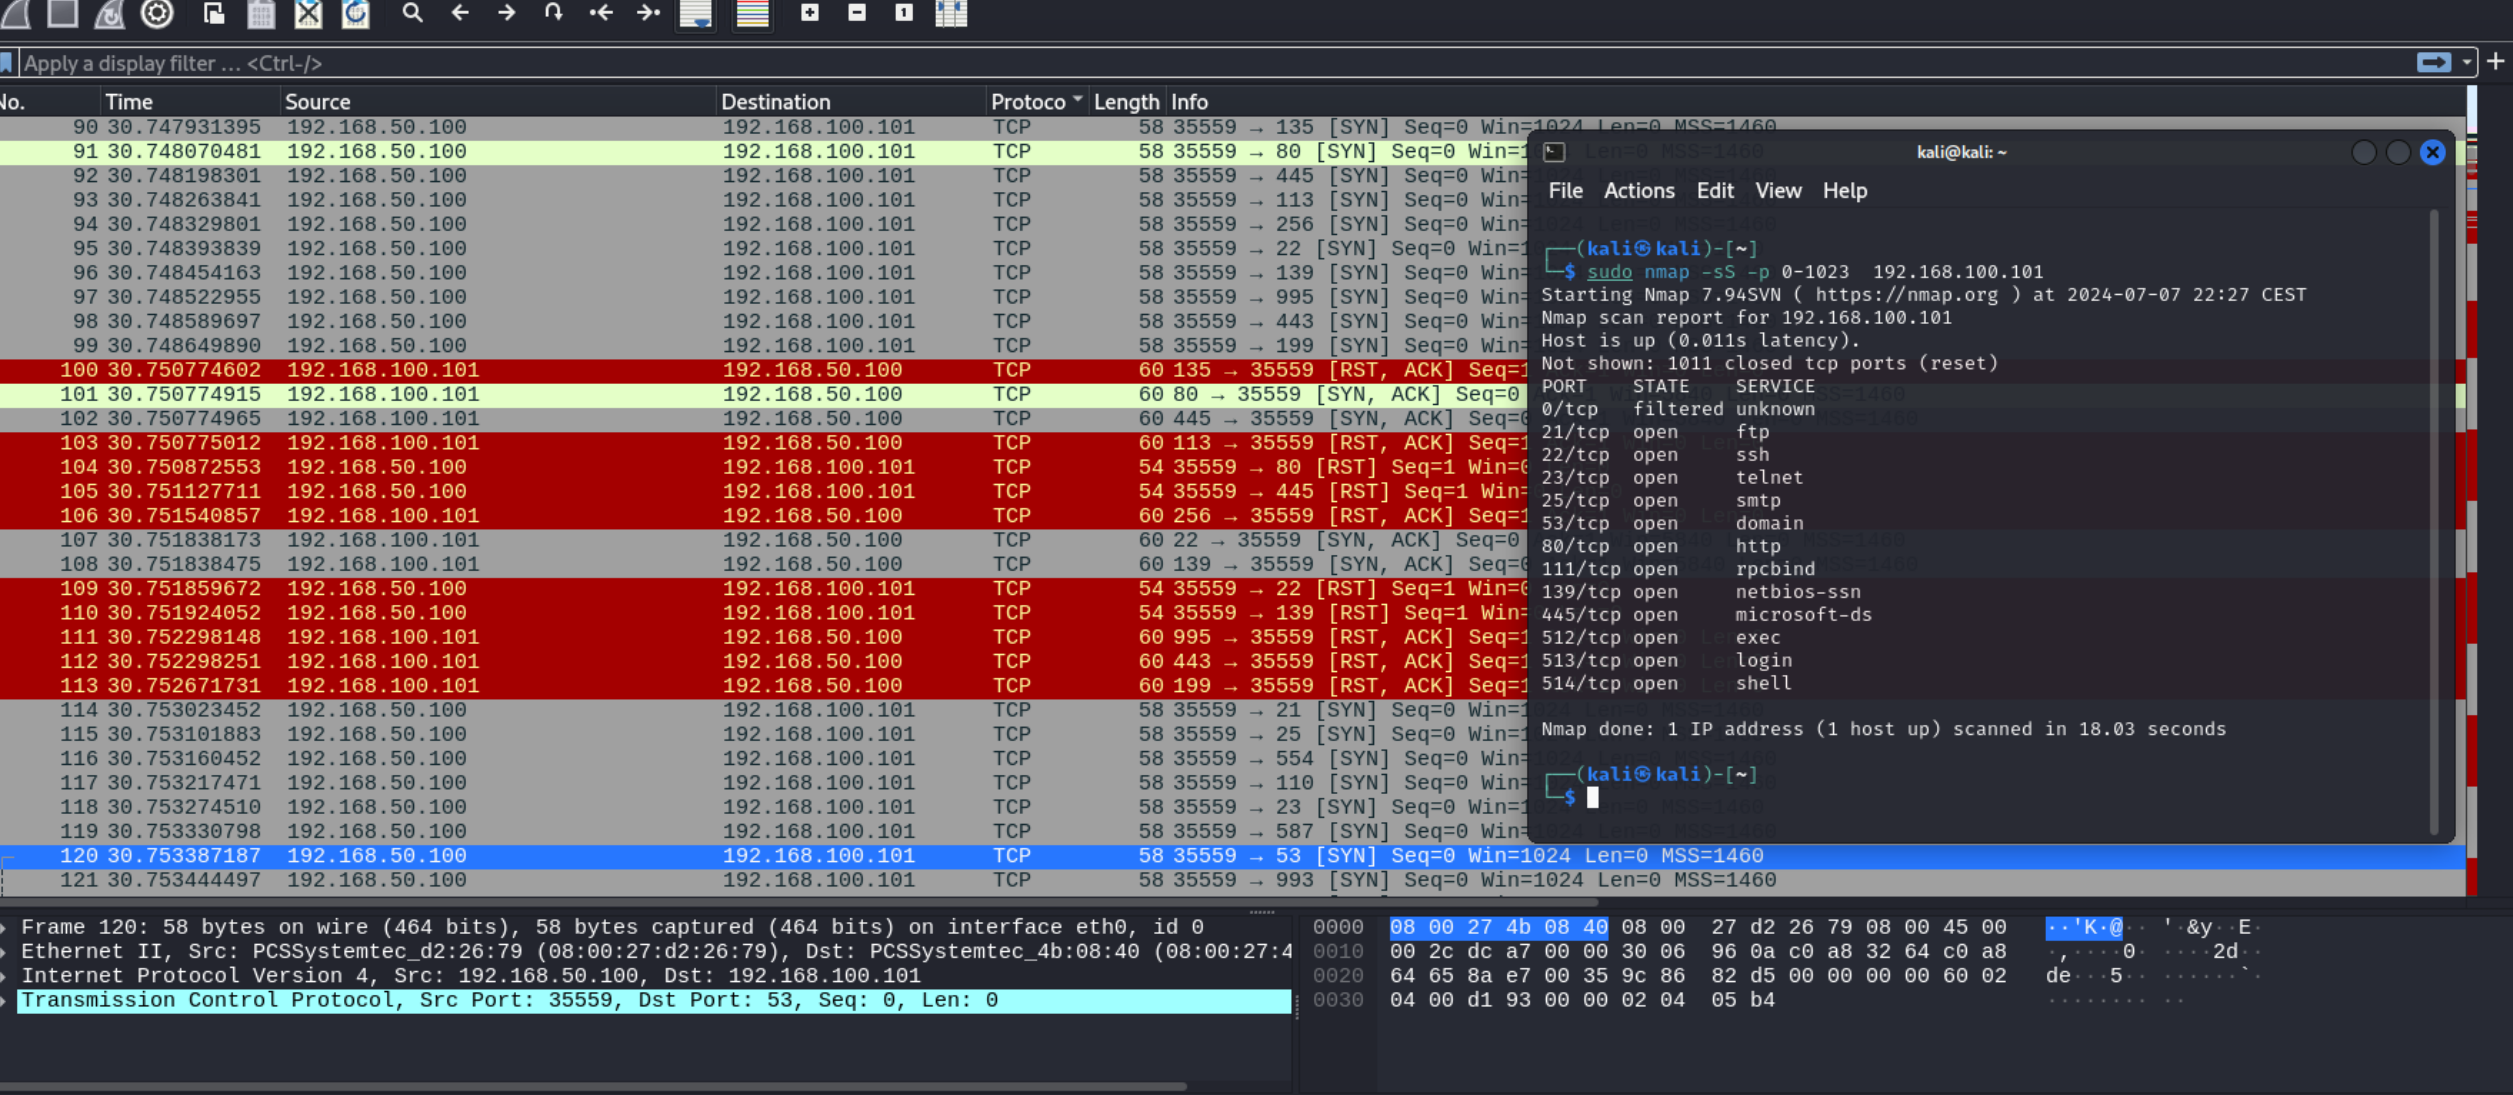 Apply a display filter … <Ctrl-/>
No. Time Source Destination Protoco Length Info
90 30.747931395 192.168.50.100 192.168.100.101 TCP 58 35559 → 135 [SYN] Seq=0 Win=1024 Len=0 MSS=1460
91 30.748070481 192.168.50.100 192.168.100.101 TCP 58 35559 → 80 [SYN] Seq=0 Win=1024 Len=0 MSS=1460
92 30.748198301 192.168.50.100 192.168.100.101 TCP 58 35559 → 445 [SYN] Seq=0 Win=
93 30.748263841 192.168.50.100 192.168.100.101 TCP 58 35559 → 113 [SYN] Seq=0 Win=
94 30.748329801 192.168.50.100 192.168.100.101 TCP 58 35559 → 256 [SYN] Seq=0 Win=
95 30.748393839 192.168.50.100 192.168.100.101 TCP 58 35559 → 22 [SYN] Seq=0 Win=1
96 30.748454163 192.168.50.100 192.168.100.101 TCP 58 35559 → 139 [SYN] Seq=0 Win=
97 30.748522955 192.168.50.100 192.168.100.101 TCP 58 35559 → 995 [SYN] Seq=0 Win=
98 30.748589697 192.168.50.100 192.168.100.101 TCP 58 35559 → 443 [SYN] Seq=0 Win=
99 30.748649890 192.168.50.100 192.168.100.101 TCP 58 35559 → 199 [SYN] Seq=0 Win=
100 30.750774602 192.168.100.101 192.168.50.100 TCP 60 135 → 35559 [RST, ACK] Seq=1
101 30.750774915 192.168.100.101 192.168.50.100 TCP 60 80 → 35559 [SYN, ACK] Seq=0
102 30.750774965 192.168.100.101 192.168.50.100 TCP 60 445 → 35559 [SYN, ACK] Seq=0
103 30.750775012 192.168.100.101 192.168.50.100 TCP 60 113 → 35559 [RST, ACK] Seq=1
104 30.750872553 192.168.50.100 192.168.100.101 TCP 54 35559 → 80 [RST] Seq=1 Win=0
105 30.751127711 192.168.50.100 192.168.100.101 TCP 54 35559 → 445 [RST] Seq=1 Win=
106 30.751540857 192.168.100.101 192.168.50.100 TCP 60 256 → 35559 [RST, ACK] Seq=1
107 30.751838173 192.168.100.101 192.168.50.100 TCP 60 22 → 35559 [SYN, ACK] Seq=0
108 30.751838475 192.168.100.101 192.168.50.100 TCP 60 139 → 35559 [SYN, ACK] Seq=0
109 30.751859672 192.168.50.100 192.168.100.101 TCP 54 35559 → 22 [RST] Seq=1 Win=0
110 30.751924052 192.168.50.100 192.168.100.101 TCP 54 35559 → 139 [RST] Seq=1 Win=
111 30.752298148 192.168.100.101 192.168.50.100 TCP 60 995 → 35559 [RST, ACK] Seq=1
112 30.752298251 192.168.100.101 192.168.50.100 TCP 60 443 → 35559 [RST, ACK] Seq=1
113 30.752671731 192.168.100.101 192.168.50.100 TCP 60 199 → 35559 [RST, ACK] Seq=1
114 30.753023452 192.168.50.100 192.168.100.101 TCP 58 35559 → 21 [SYN] Seq=0 Win=1
115 30.753101883 192.168.50.100 192.168.100.101 TCP 58 35559 → 25 [SYN] Seq=0 Win=1
116 30.753160452 192.168.50.100 192.168.100.101 TCP 58 35559 → 554 [SYN] Seq=0 Win=
117 30.753217471 192.168.50.100 192.168.100.101 TCP 58 35559 → 110 [SYN] Seq=0 Win=
118 30.753274510 192.168.50.100 192.168.100.101 TCP 58 35559 → 23 [SYN] Seq=0 Win=1
119 30.753330798 192.168.50.100 192.168.100.101 TCP 58 35559 → 587 [SYN] Seq=0 Win=
120 30.753387187 192.168.50.100 192.168.100.101 TCP 58 35559 → 53 [SYN] Seq=0 Win=1024 Len=0 MSS=1460
121 30.753444497 192.168.50.100 192.168.100.101 TCP 58 35559 → 993 [SYN] Seq=0 Win=1024 Len=0 MSS=1460
kali@kali: ~
File Actions Edit View Help
┌──(kali㉿kali)-[~]
└─$ sudo nmap -sS -p 0-1023 192.168.100.101
Starting Nmap 7.94SVN ( https://nmap.org ) at 2024-07-07 22:27 CEST
Nmap scan report for 192.168.100.101
Host is up (0.011s latency).
Not shown: 1011 closed tcp ports (reset)
PORT STATE SERVICE
0/tcp filtered unknown
21/tcp open ftp
22/tcp open ssh
23/tcp open telnet
25/tcp open smtp
53/tcp open domain
80/tcp open http
111/tcp open rpcbind
139/tcp open netbios-ssn
445/tcp open microsoft-ds
512/tcp open exec
513/tcp open login
514/tcp open shell
Nmap done: 1 IP address (1 host up) scanned in 18.03 seconds
┌──(kali㉿kali)-[~]
└─$
Frame 120: 58 bytes on wire (464 bits), 58 bytes captured (464 bits) on interface eth0, id 0
Ethernet II, Src: PCSSystemtec_d2:26:79 (08:00:27:d2:26:79), Dst: PCSSystemtec_4b:08:40 (08:00:27:4
Internet Protocol Version 4, Src: 192.168.50.100, Dst: 192.168.100.101
Transmission Control Protocol, Src Port: 35559, Dst Port: 53, Seq: 0, Len: 0
0000 08 00 27 4b 08 40 08 00 27 d2 26 79 08 00 45 00 ··'K·@·· '·&y··E·
0010 00 2c dc a7 00 00 30 06 96 0a c0 a8 32 64 c0 a8 ·,····0· ····2d··
0020 64 65 8a e7 00 35 9c 86 82 d5 00 00 00 00 60 02 de···5·· ······`·
0030 04 00 d1 93 00 00 02 04 05 b4 ········ ··